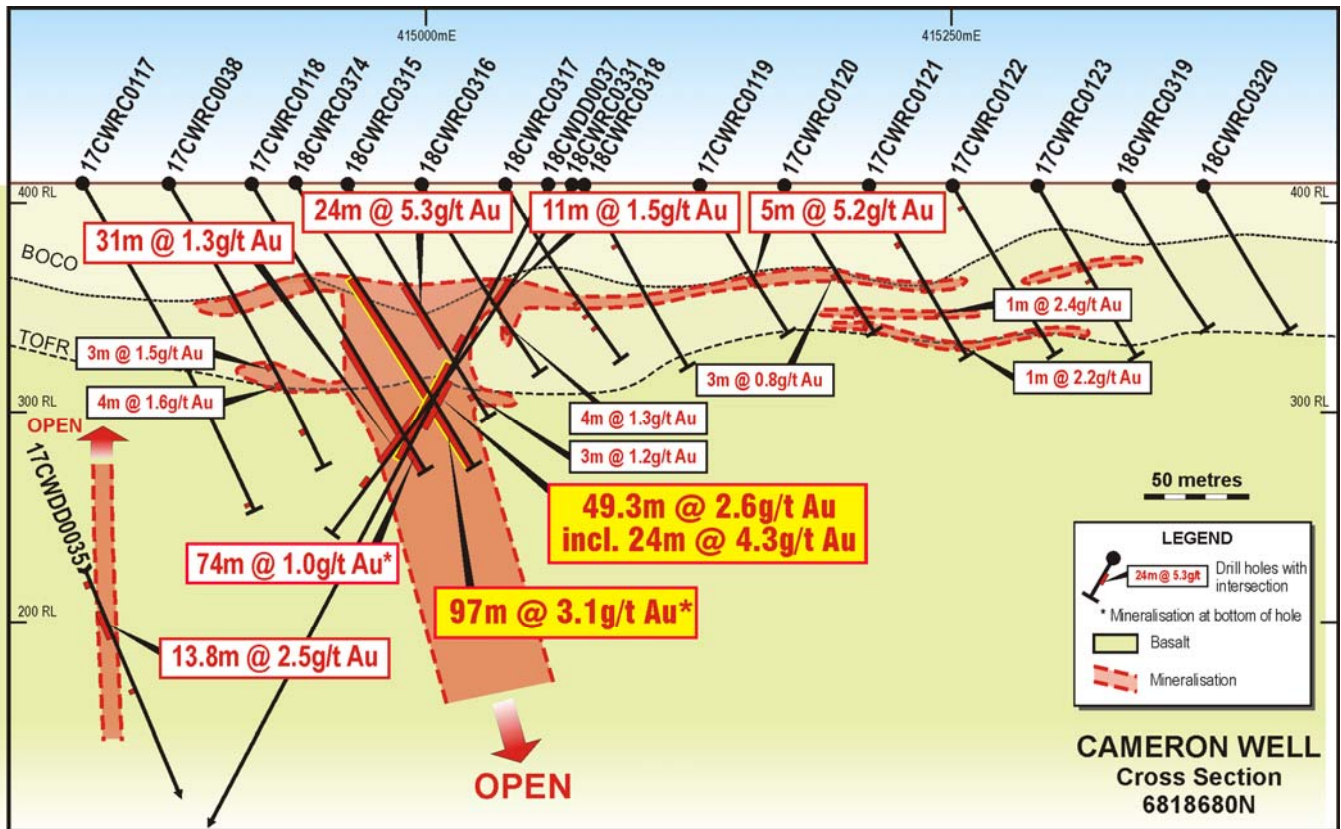 415000mE
415250mE
17CWRC0117
17CWRC0038
17CWRC0118
18CWRC0374
18CWRC0315
18CWRC0316
18CWRC0317
18CWDD0037
18CWRC0331
18CWRC0318
17CWRC0119
17CWRC0120
17CWRC0121
17CWRC0122
17CWRC0123
18CWRC0319
18CWRC0320
400 RL
400 RL
24m @ 5.3g/t Au
11m @ 1.5g/t Au
5m @ 5.2g/t Au
31m @ 1.3g/t Au
BOCO
1m @ 2.4g/t Au
TOFR
3m @ 1.5g/t Au
3m @ 0.8g/t Au
1m @ 2.2g/t Au
4m @ 1.6g/t Au
300 RL
300 RL
4m @ 1.3g/t Au
OPEN
3m @ 1.2g/t Au
17CWDD0035
50 metres
49.3m @ 2.6g/t Au
incl. 24m @ 4.3g/t Au
74m @ 1.0g/t Au*
97m @ 3.1g/t Au*
200 RL
200 RL
13.8m @ 2.5g/t Au
OPEN
LEGEND
24m @ 5.3g/t
Drill holes with
intersection
* Mineralisation at bottom of hole
Basalt
Mineralisation
CAMERON WELL
Cross Section
6818680N